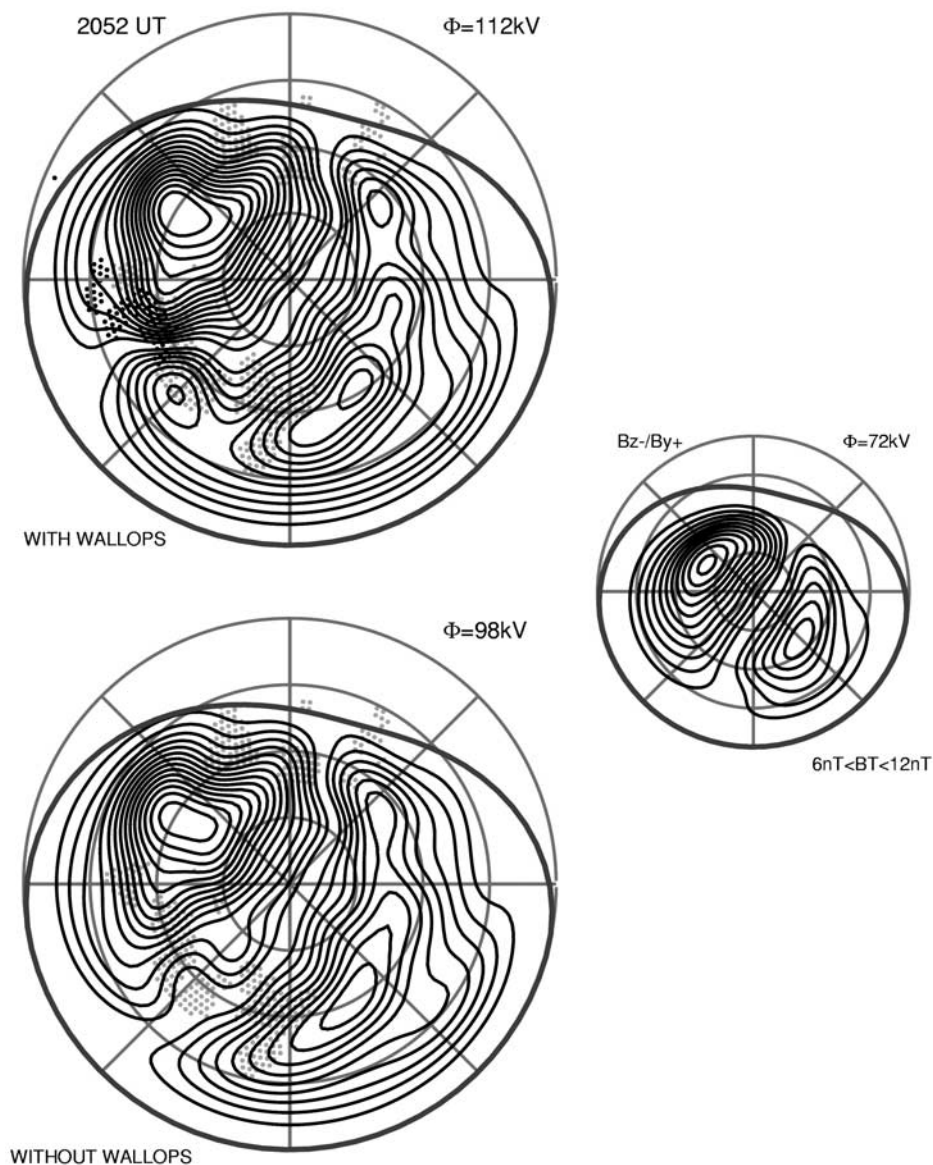 2052 UT
Φ=112kV
WITH WALLOPS
Bz-/By+
Φ=72kV
6nT<BT<12nT
Φ=98kV
WITHOUT WALLOPS